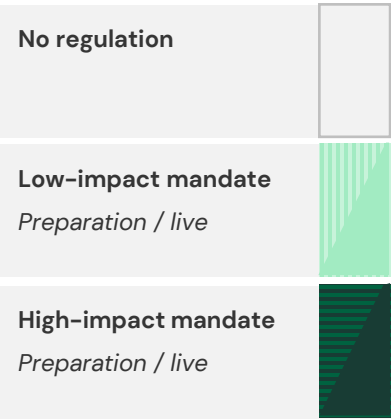 No regulation
Low-impact mandate
Preparation / live
High-impact mandate
Preparation / live